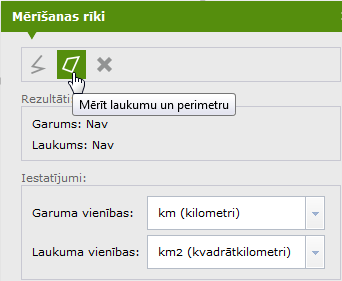 Mērīšanas rīki
Mērīt laukumu un perimetru
Rezultāti
Garums: Nav
Laukums: Nav
Iestatījumi:
Garuma vienības: km (kilometri)
Laukuma vienības: km2 (kvadrātkilometri)